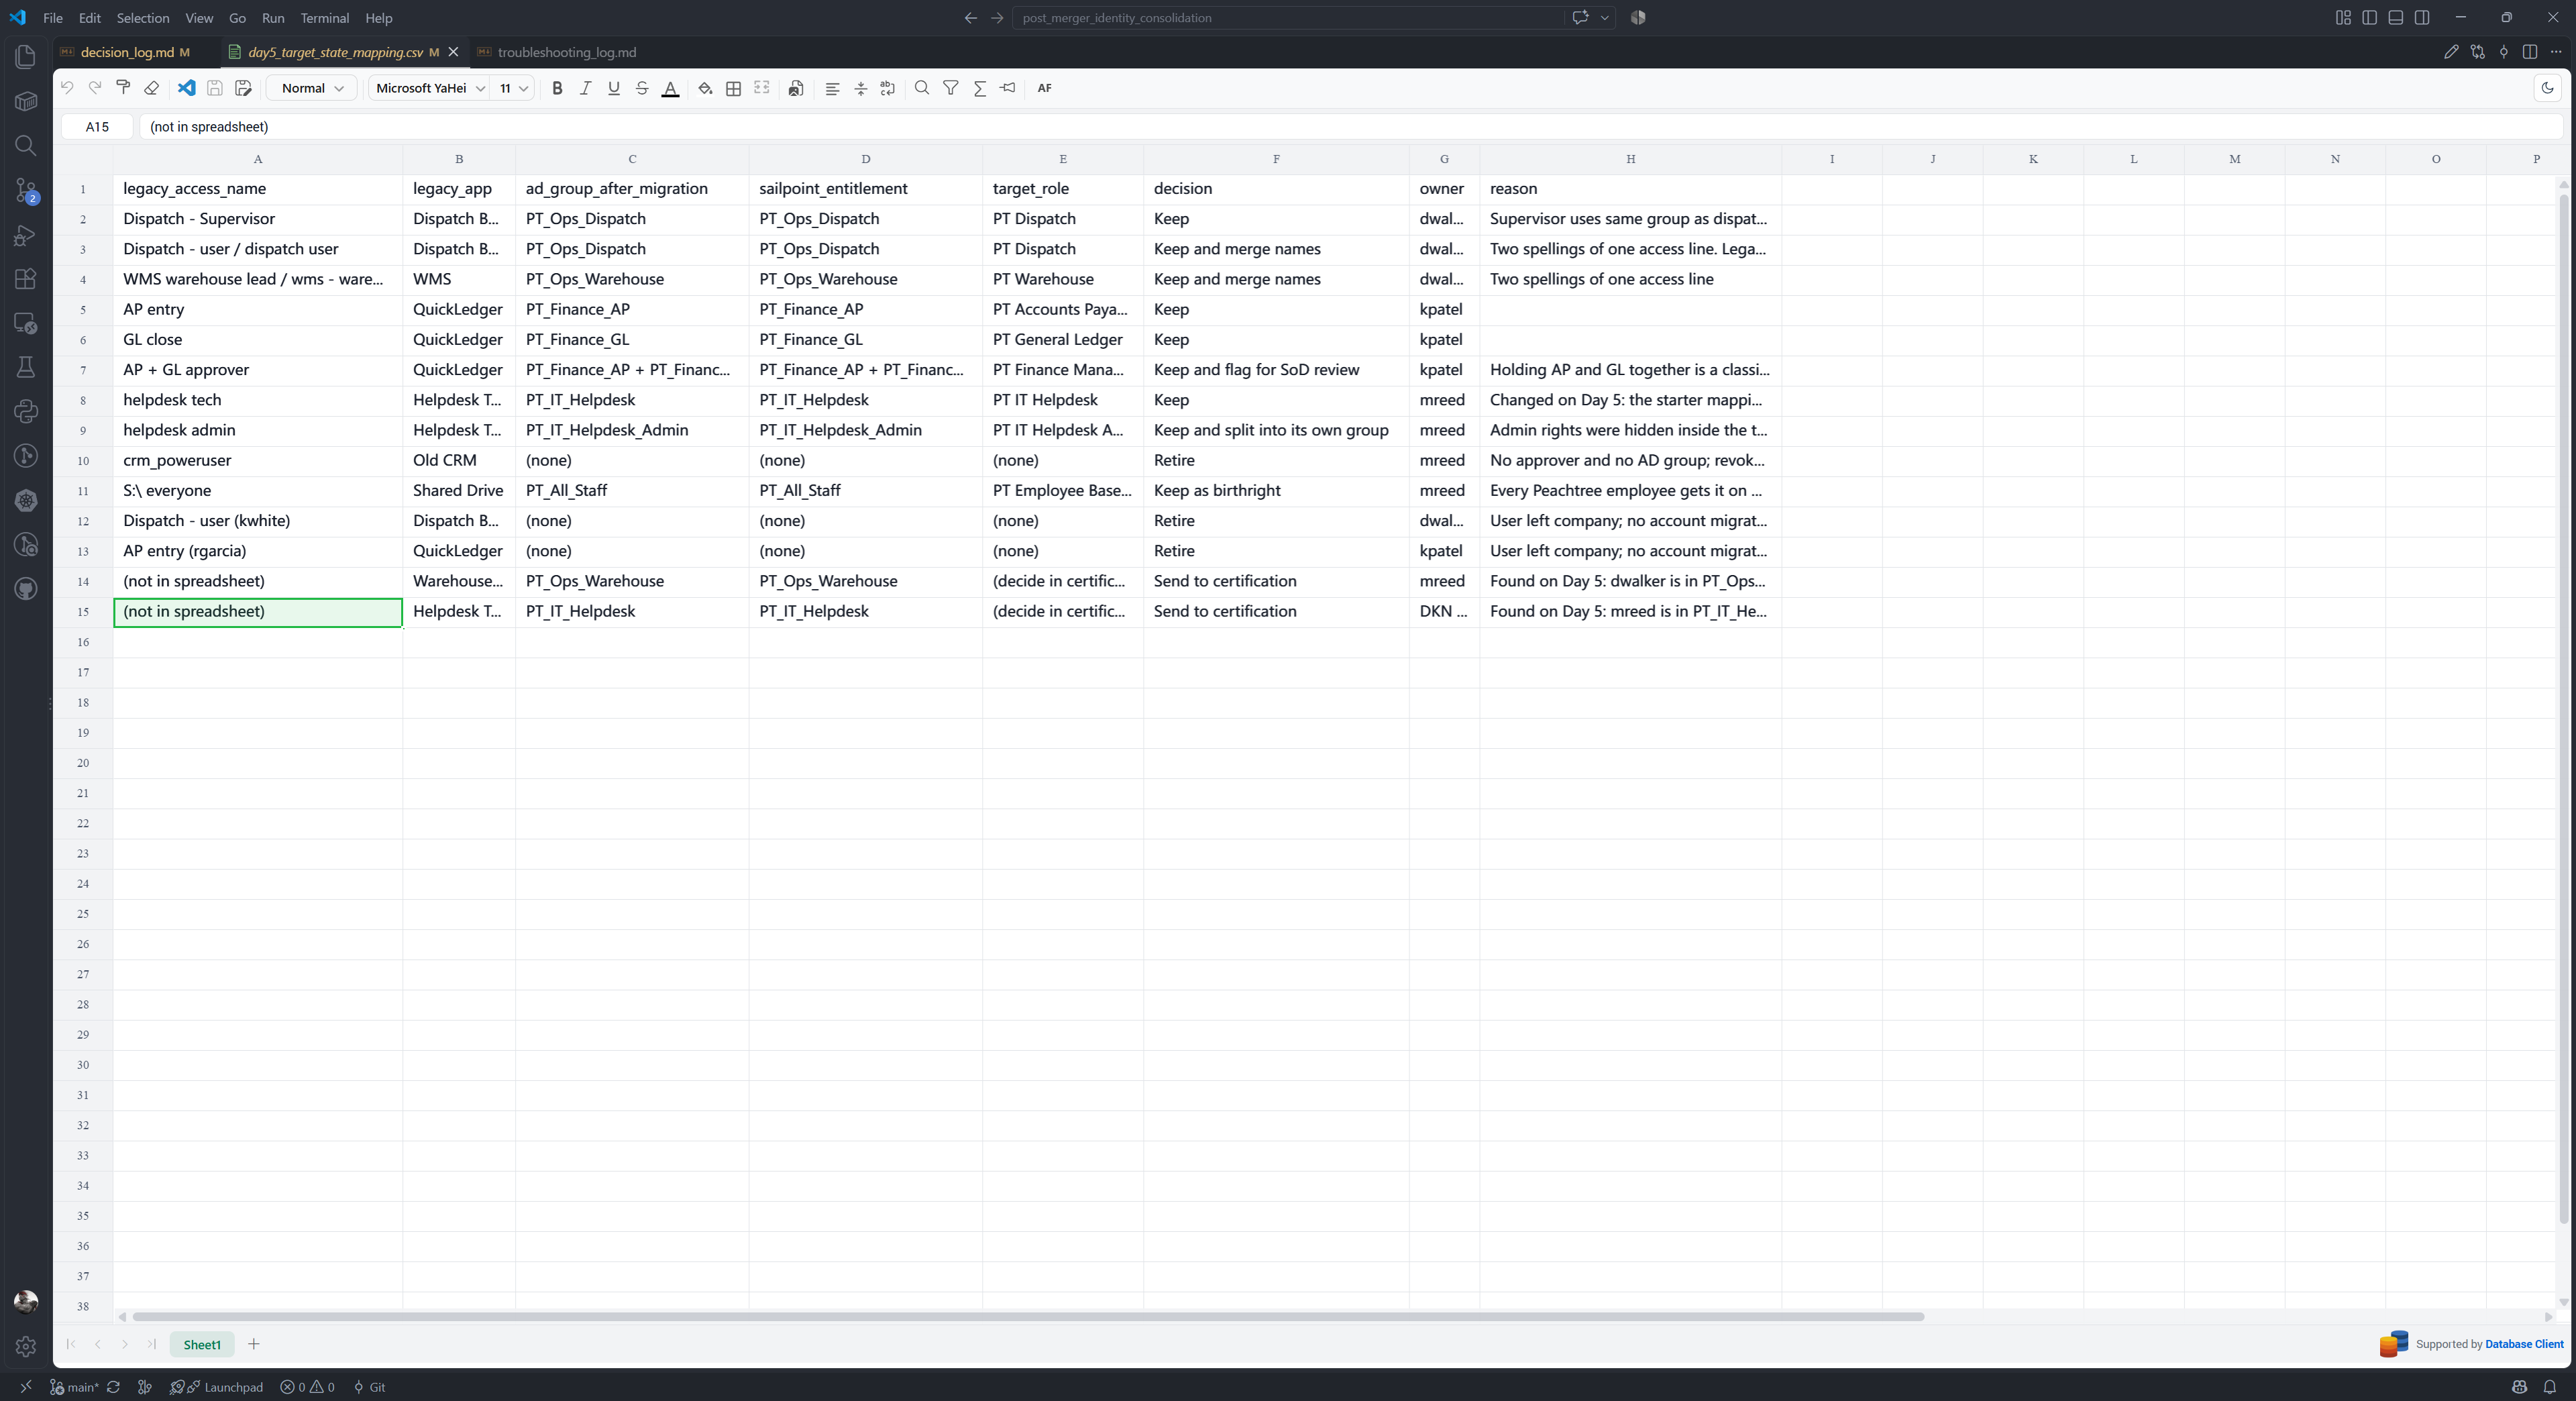 File Edit Selection View Go Run Terminal Help post_merger_identity_consolidation
decision_log.md M day5_target_state_mapping.csv M troubleshooting_log.md
Normal Microsoft YaHei 11 B I U S A AF
A15 (not in spreadsheet)
A B C D E F G H I J K L M N O P
1 legacy_access_name legacy_app ad_group_after_migration sailpoint_entitlement target_role decision owner reason
2 Dispatch - Supervisor Dispatch B... PT_Ops_Dispatch PT_Ops_Dispatch PT Dispatch Keep dwal... Supervisor uses same group as dispat...
3 Dispatch - user / dispatch user Dispatch B... PT_Ops_Dispatch PT_Ops_Dispatch PT Dispatch Keep and merge names dwal... Two spellings of one access line. Lega...
4 WMS warehouse lead / wms - ware... WMS PT_Ops_Warehouse PT_Ops_Warehouse PT Warehouse Keep and merge names dwal... Two spellings of one access line
5 AP entry QuickLedger PT_Finance_AP PT_Finance_AP PT Accounts Paya... Keep kpatel
6 GL close QuickLedger PT_Finance_GL PT_Finance_GL PT General Ledger Keep kpatel
7 AP + GL approver QuickLedger PT_Finance_AP + PT_Financ... PT_Finance_AP + PT_Financ... PT Finance Mana... Keep and flag for SoD review kpatel Holding AP and GL together is a classi...
8 helpdesk tech Helpdesk T... PT_IT_Helpdesk PT_IT_Helpdesk PT IT Helpdesk Keep mreed Changed on Day 5: the starter mappi...
9 helpdesk admin Helpdesk T... PT_IT_Helpdesk_Admin PT_IT_Helpdesk_Admin PT IT Helpdesk A... Keep and split into its own group mreed Admin rights were hidden inside the t...
10 crm_poweruser Old CRM (none) (none) (none) Retire mreed No approver and no AD group; revok...
11 S:\ everyone Shared Drive PT_All_Staff PT_All_Staff PT Employee Base... Keep as birthright mreed Every Peachtree employee gets it on ...
12 Dispatch - user (kwhite) Dispatch B... (none) (none) (none) Retire dwal... User left company; no account migrat...
13 AP entry (rgarcia) QuickLedger (none) (none) (none) Retire kpatel User left company; no account migrat...
14 (not in spreadsheet) Warehouse... PT_Ops_Warehouse PT_Ops_Warehouse (decide in certific... Send to certification mreed Found on Day 5: dwalker is in PT_Ops...
15 (not in spreadsheet) Helpdesk T... PT_IT_Helpdesk PT_IT_Helpdesk (decide in certific... Send to certification DKN ... Found on Day 5: mreed is in PT_IT_He...
16
17
18
19
20
21
22
23
24
25
26
27
28
29
30
31
32
33
34
35
36
37
38
Sheet1 Supported by Database Client
main* Launchpad 0 0 Git
2